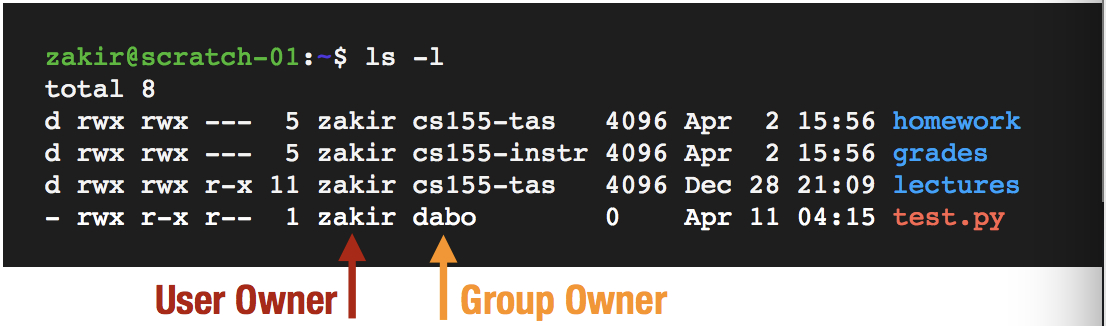 zakir@scratch-01:~$ ls -l
total 8
d rwx rwx --- 5 zakir cs155-tas 4096 Apr 2 15:56 homework
d rwx rwx --- 5 zakir cs155-instr 4096 Apr 2 15:56 grades
d rwx rwx r-x 11 zakir cs155-tas 4096 Dec 28 21:09 lectures
- rwx r-x r-- 1 zakir dabo 0 Apr 11 04:15 test.py
User Owner Group Owner